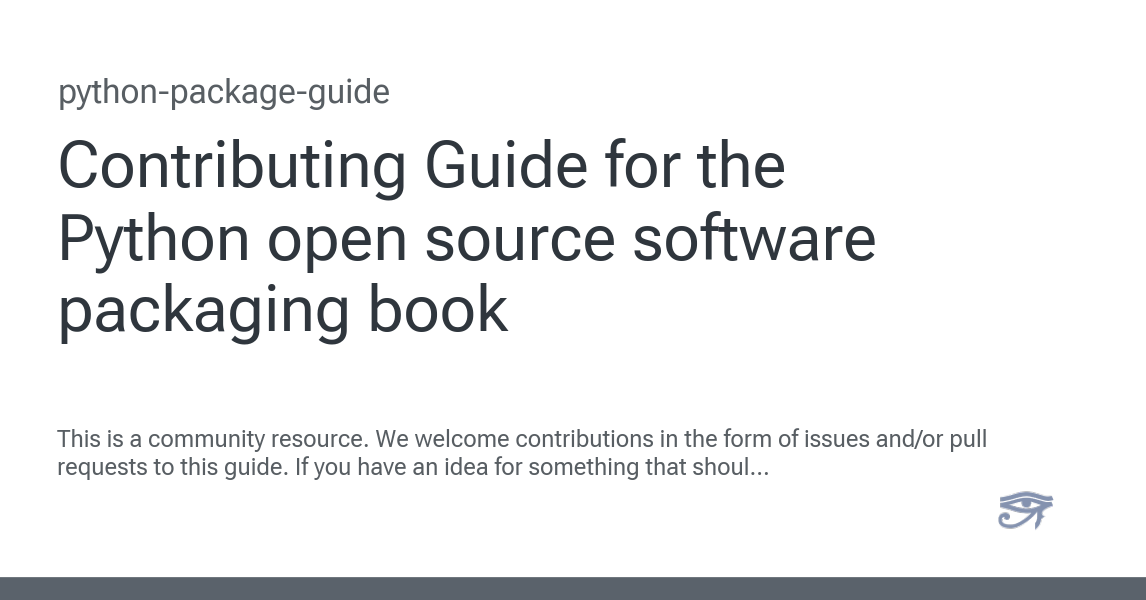 python-package-guide
Contributing Guide for the
Python open source software
packaging book
This is a community resource. We welcome contributions in the form of issues and/or pull
requests to this guide. If you have an idea for something that shoul...